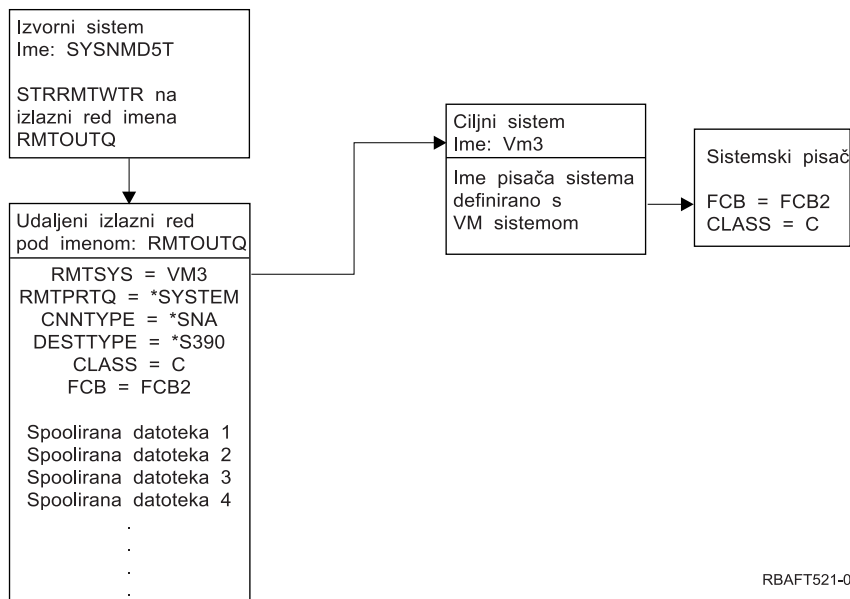 Izvorni sistem
Ime: SYSNMD5T
STRRMTWTR na
izlazni red imena
RMTOUTQ
Udaljeni izlazni red
pod imenom: RMTOUTQ
RMTSYS = VM3
RMTPRTQ = *SYSTEM
CNNTYPE = *SNA
DESTTYPE = *S390
CLASS = C
FCB = FCB2
Spoolirana datoteka 1
Spoolirana datoteka 2
Spoolirana datoteka 3
Spoolirana datoteka 4
.
.
.
.
Ciljni sistem
Ime: Vm3
Ime pisača sistema
definirano s
VM sistemom
Sistemski pisač
FCB = FCB2
CLASS = C
RBAFT521-0